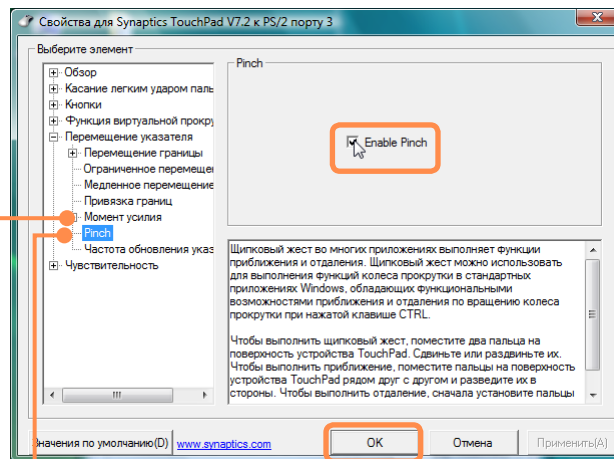 Свойства для Synaptics TouchPad V7.2 к PS/2 порту 3
Выберите элемент
Обзор
Касание легким ударом паль
Кнопки
Функция виртуальной прокру
Перемещение указателя
Перемещение границы
Ограниченное перемещен
Медленное перемещение
Привязка границ
Момент усилия
Pinch
Частота обновления указ
Чувствительность
Pinch
Enable Pinch
Щипковый жест во многих приложениях выполняет функции
приближения и отдаления. Щипковый жест можно использовать
для выполнения функций колеса прокрутки в стандартных
приложениях Windows, обладающих функциональными
возможностями приближения и отдаления по вращению колеса
прокрутки при нажатой клавише CTRL.
Чтобы выполнить щипковый жест, поместите два пальца на
поверхность устройства TouchPad. Сдвиньте или раздвиньте их.
Чтобы выполнить приближение, поместите пальцы на поверхность
устройства TouchPad рядом друг с другом и разведите их в
стороны. Чтобы выполнить отдаление, сначала установите пальцы
Значения по умолчанию(D) www.synaptics.com OK Отмена Применить(A)